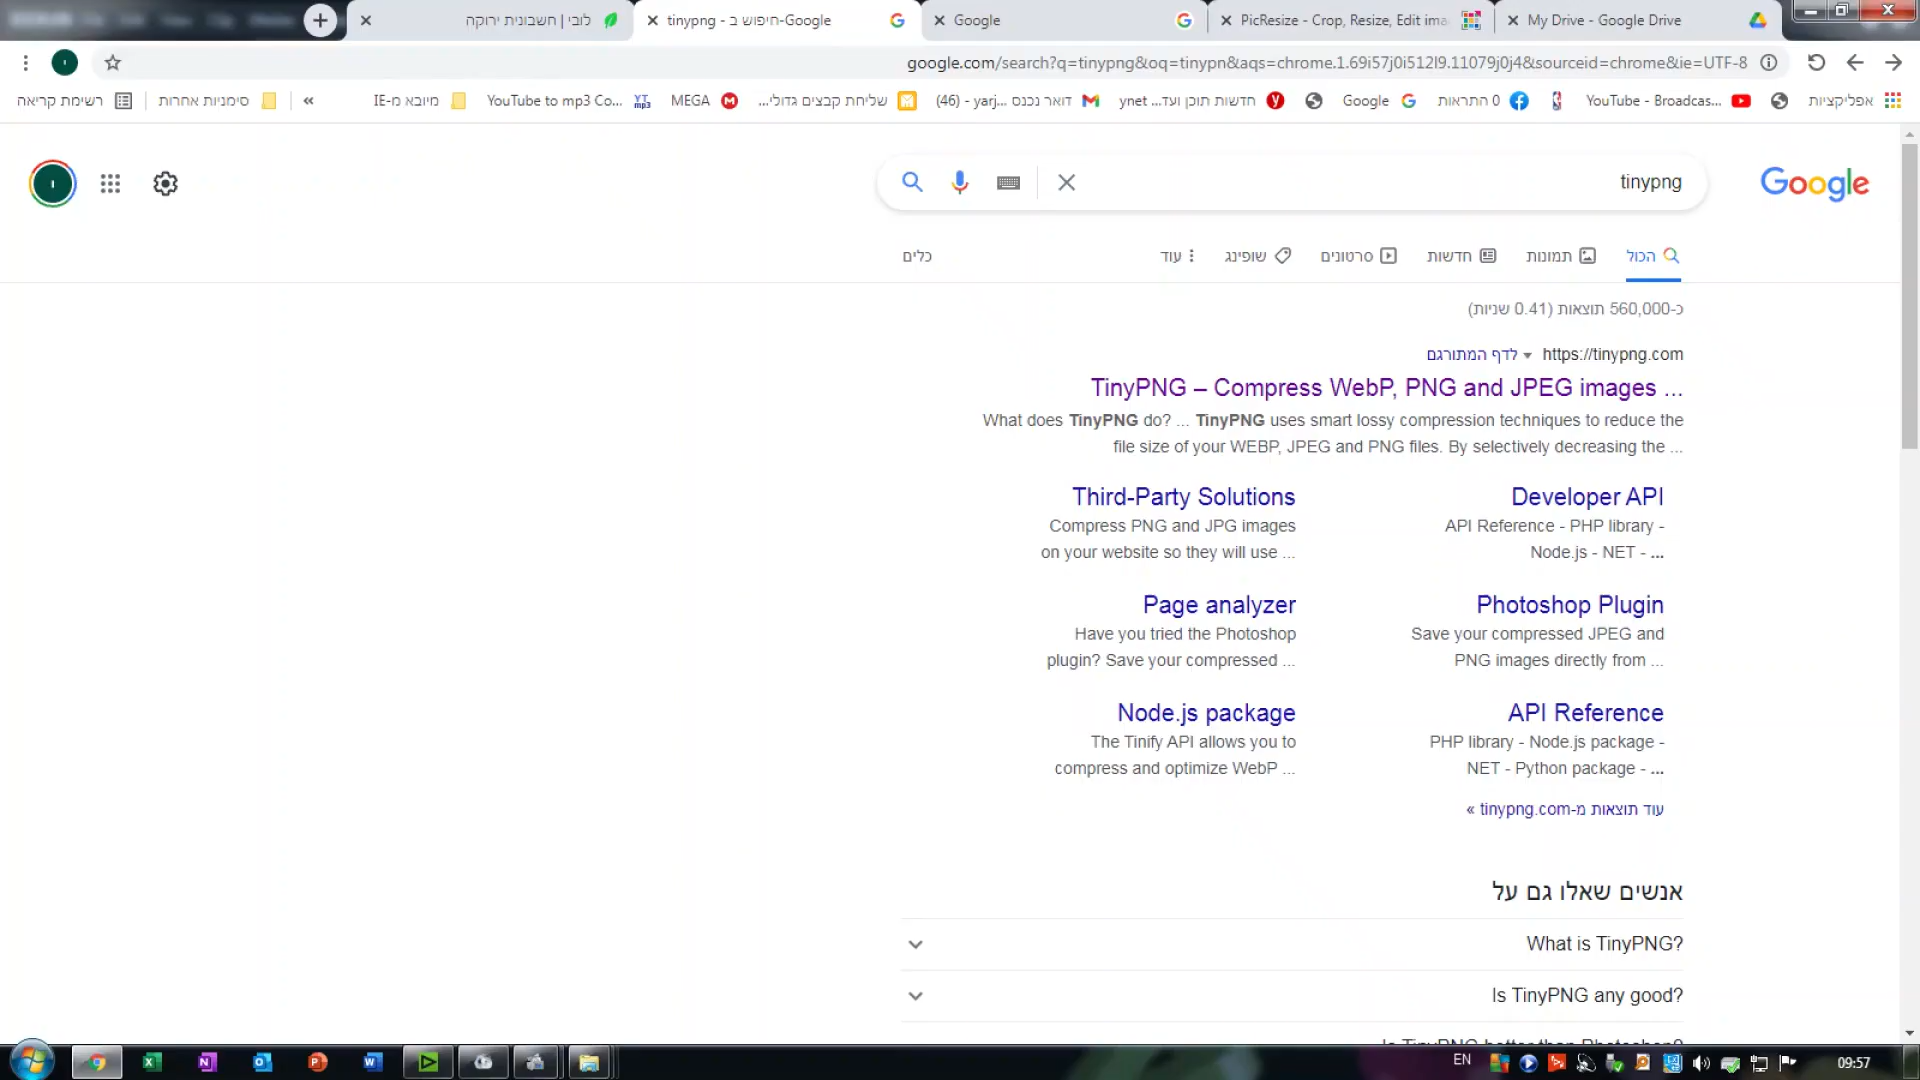 לובי | חשבונית ירוקה
tinypng - חיפוש ב-Google
Google
PicResize - Crop, Resize, Edit ima
My Drive - Google Drive
google.com/search?q=tinypng&oq=tinypn&aqs=chrome.1.69i57j0i512l9.11079j0j4&sourceid=chrome&ie=UTF-8
אפליקציות
YouTube - Broadcas...
0 התראות
Google
ynet חדשות תוכן ועד...
דואר נכנס (46) - yarj...
שליחת קבצים גדולי...
MEGA
YouTube to mp3 Co...
מיובא מ-IE
»
סימניות אחרות
רשימת קריאה
tinypng
Google
הכול
תמונות
חדשות
סרטונים
שופינג
עוד
כלים
כ-560,000 תוצאות (0.41 שניות)
https://tinypng.com לדף המתורגם
TinyPNG – Compress WebP, PNG and JPEG images ...
What does TinyPNG do? ... TinyPNG uses smart lossy compression techniques to reduce the
file size of your WEBP, JPEG and PNG files. By selectively decreasing the ...
Developer API
API Reference - PHP library -
Node.js - NET - ...
Third-Party Solutions
Compress PNG and JPG images
on your website so they will use ...
Photoshop Plugin
Save your compressed JPEG and
PNG images directly from ...
Page analyzer
Have you tried the Photoshop
plugin? Save your compressed ...
API Reference
PHP library - Node.js package -
NET - Python package - ...
Node.js package
The Tinify API allows you to
compress and optimize WebP ...
עוד תוצאות מ-tinypng.com »
אנשים שאלו גם על
What is TinyPNG?
Is TinyPNG any good?
Is TinyPNG better than Photoshop?
EN
09:57